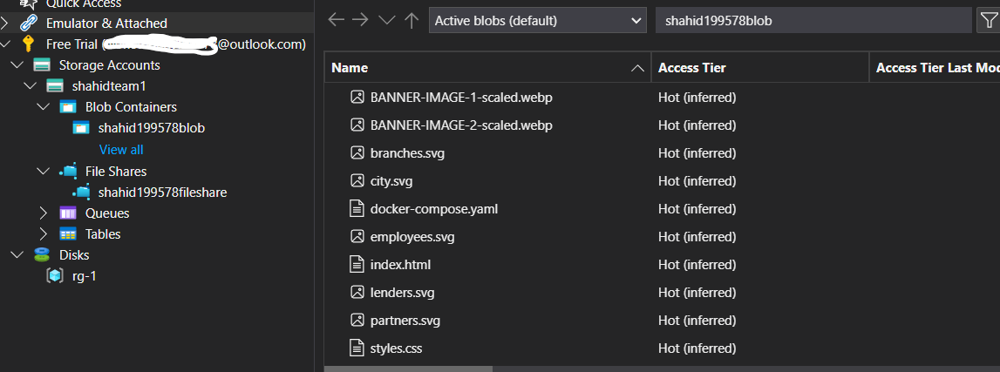 Quick Access
Emulator & Attached
Free Trial (
@outlook.com)
Storage Accounts
shahidteam1
Blob Containers
shahid199578blob
View all
File Shares
shahid199578fileshare
Queues
Tables
Disks
rg-1
Active blobs (default)
shahid199578blob
Name Access Tier Access Tier Last Mod
BANNER-IMAGE-1-scaled.webp Hot (inferred)
BANNER-IMAGE-2-scaled.webp Hot (inferred)
branches.svg Hot (inferred)
city.svg Hot (inferred)
docker-compose.yaml Hot (inferred)
employees.svg Hot (inferred)
index.html Hot (inferred)
lenders.svg Hot (inferred)
partners.svg Hot (inferred)
styles.css Hot (inferred)